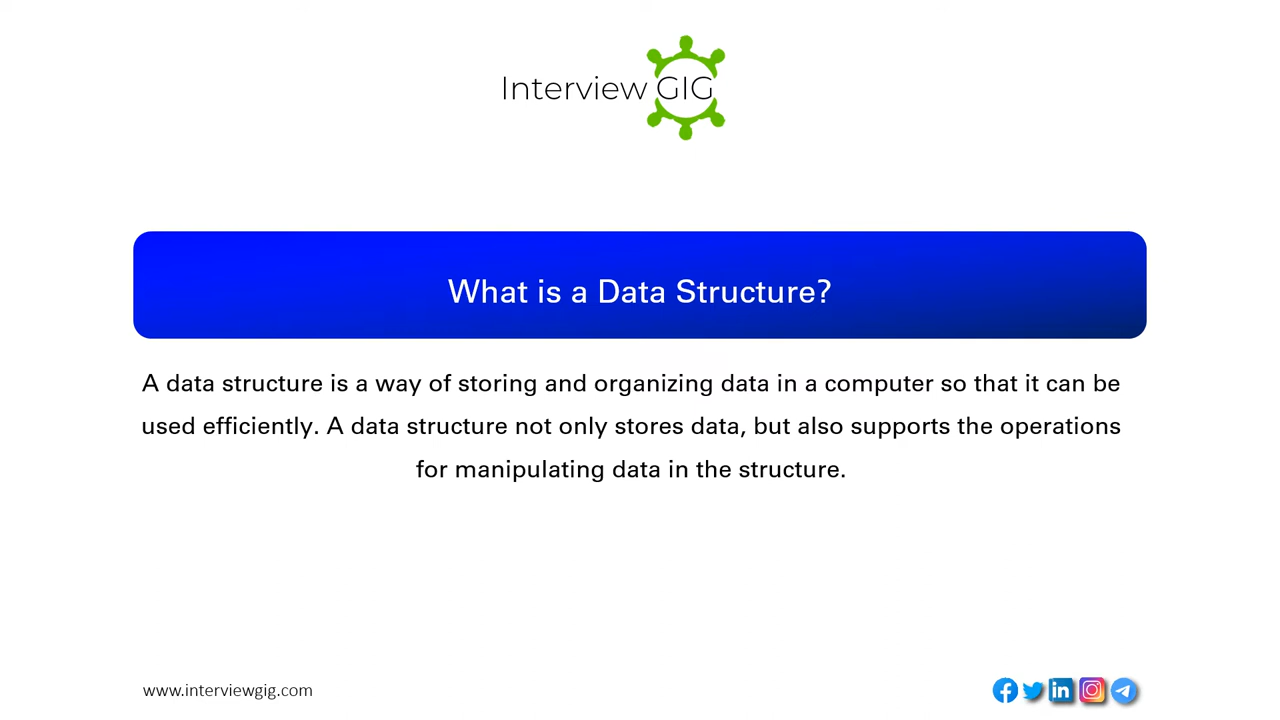 Interview GIG
What is a Data Structure?
A data structure is a way of storing and organizing data in a computer so that it can be
used efficiently. A data structure not only stores data, but also supports the operations
for manipulating data in the structure.
www.interviewgig.com